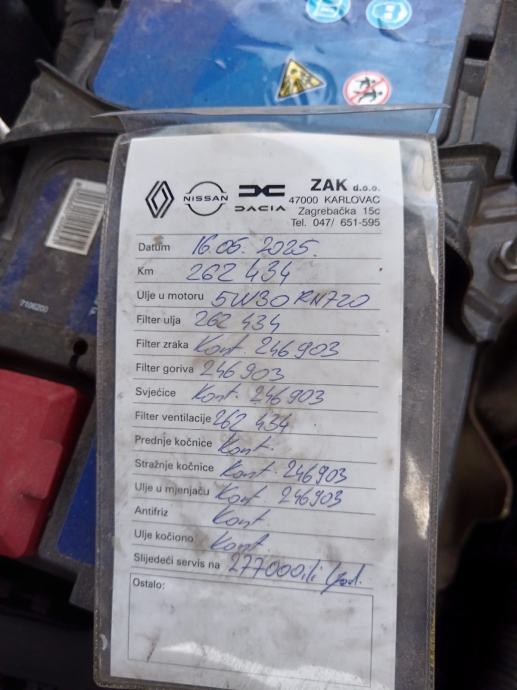 NISSAN
DACIA
ZAK d.o.o.
47000 KARLOVAC
Zagrebačka 15c
Tel. 047/ 651-595
Datum 16.05.2025.
Km 262 434
Ulje u motoru 5W30 RN720
Filter ulja 262 434
Filter zraka Kont. 246903
Filter goriva 246903
Svjećice Kont. 246903
Filter ventilacije 262 434
Prednje kočnice Kont.
Stražnje kočnice Kont. 246903
Ulje u mjenjaču Kont 246903
Antifriz Kont
Ulje kočiono Kont.
Slijedeći servis na 277000 ili god.
Ostalo:
7106200